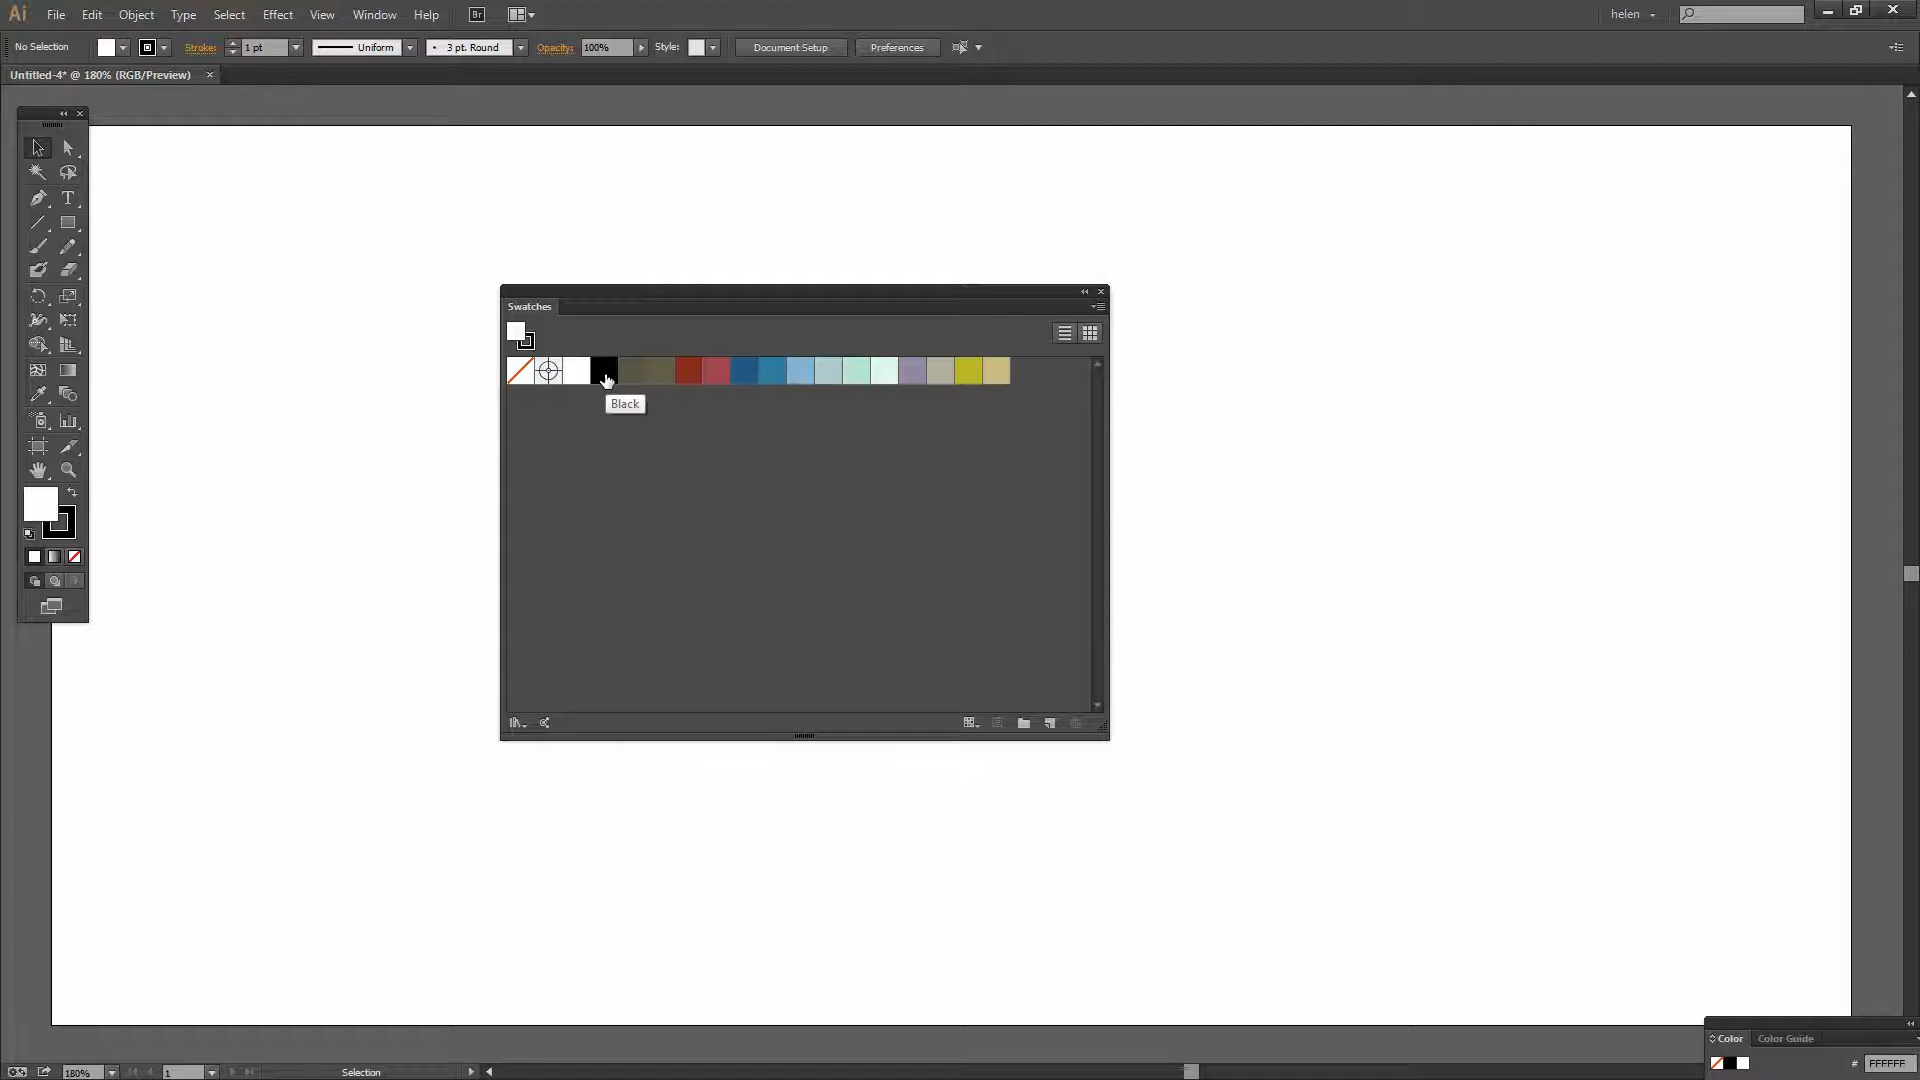 Ai File Edit Object Type Select Effect View Window Help Br helen
No Selection Stroke: 1 pt Uniform 3 pt. Round Opacity: 100% Style: Document Setup Preferences
Untitled-4* @ 180% (RGB/Preview)
Swatches
Black
Color Color Guide
# FFFFFF
180% 1 Selection